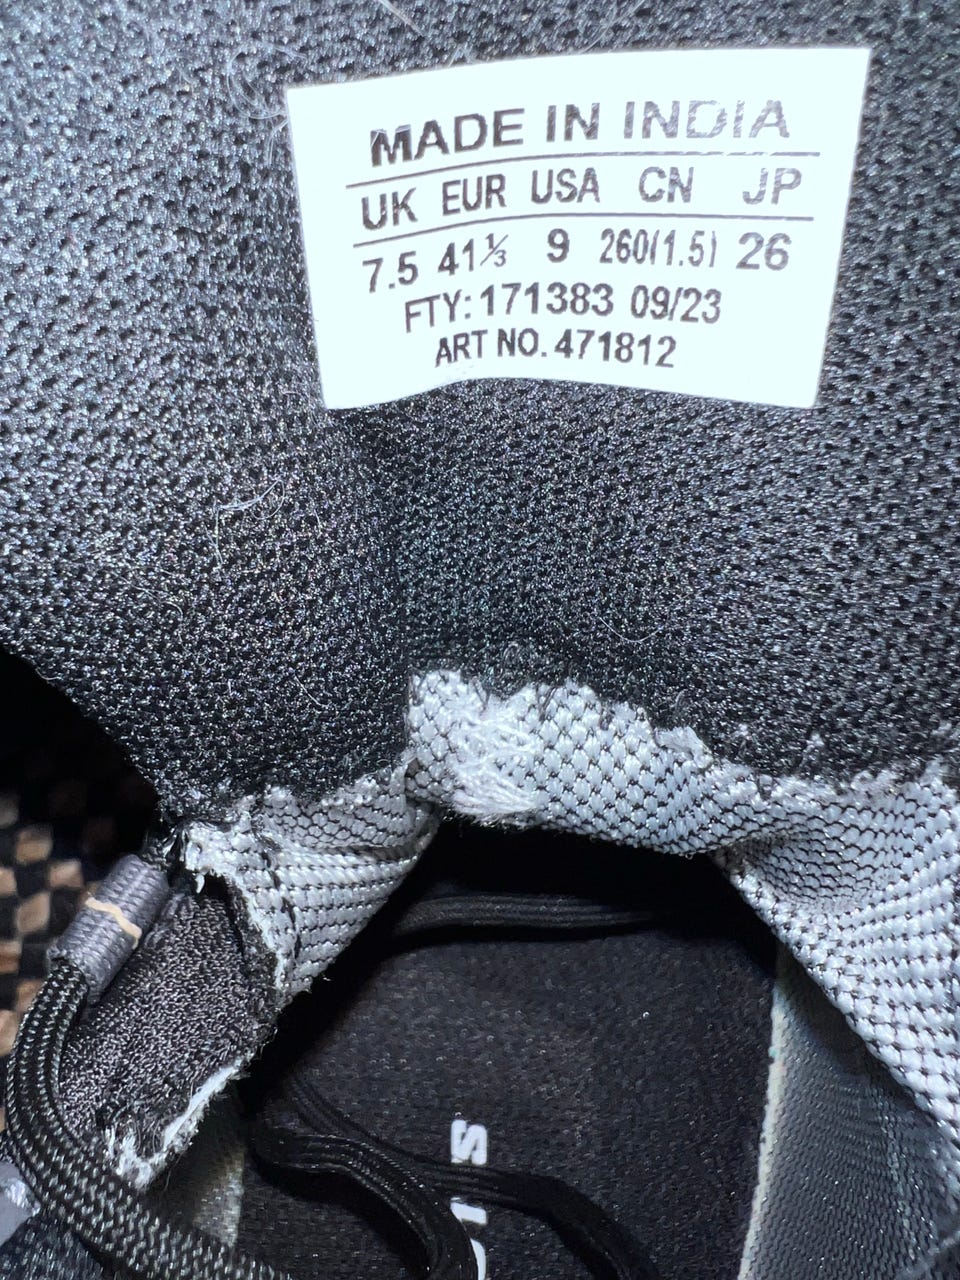 MADE IN INDIA
UK EUR USA CN JP
7.5 41⅓ 9 260(1.5) 26
FTY: 171383 09/23
ART NO. 471812